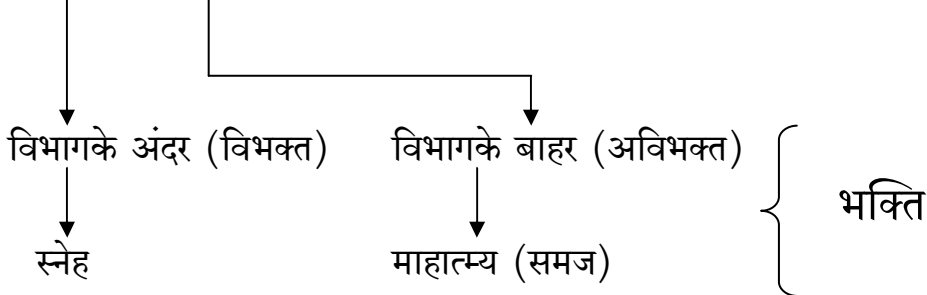 विभागके अंदर (विभक्त) विभागके बाहर (अविभक्त)
भक्ति
स्नेह माहात्म्य (समज)